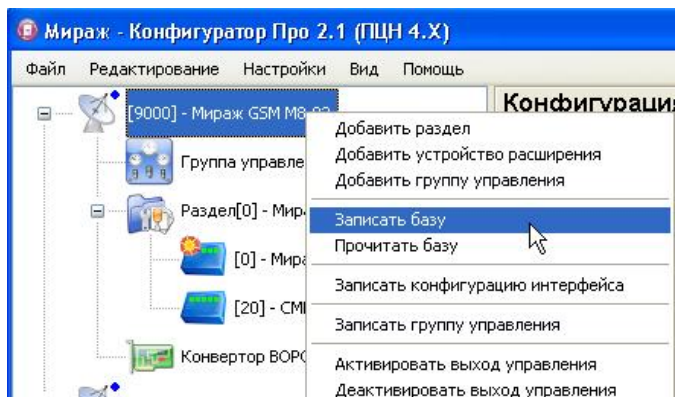 Мираж - Конфигуратор Про 2.1 (ПЦН 4.X)
Файл Редактирование Настройки Вид Помощь
[9000] - Мираж GSM M8-03
Конфигурация
Группа управле
Раздел[0] - Мир
[0] - Мира
[20] - СМ
Конвертор ВОРС
Добавить раздел
Добавить устройство расширения
Добавить группу управления
Записать базу
Прочитать базу
Записать конфигурацию интерфейса
Записать группу управления
Активировать выход управления
Деактивировать выход управления